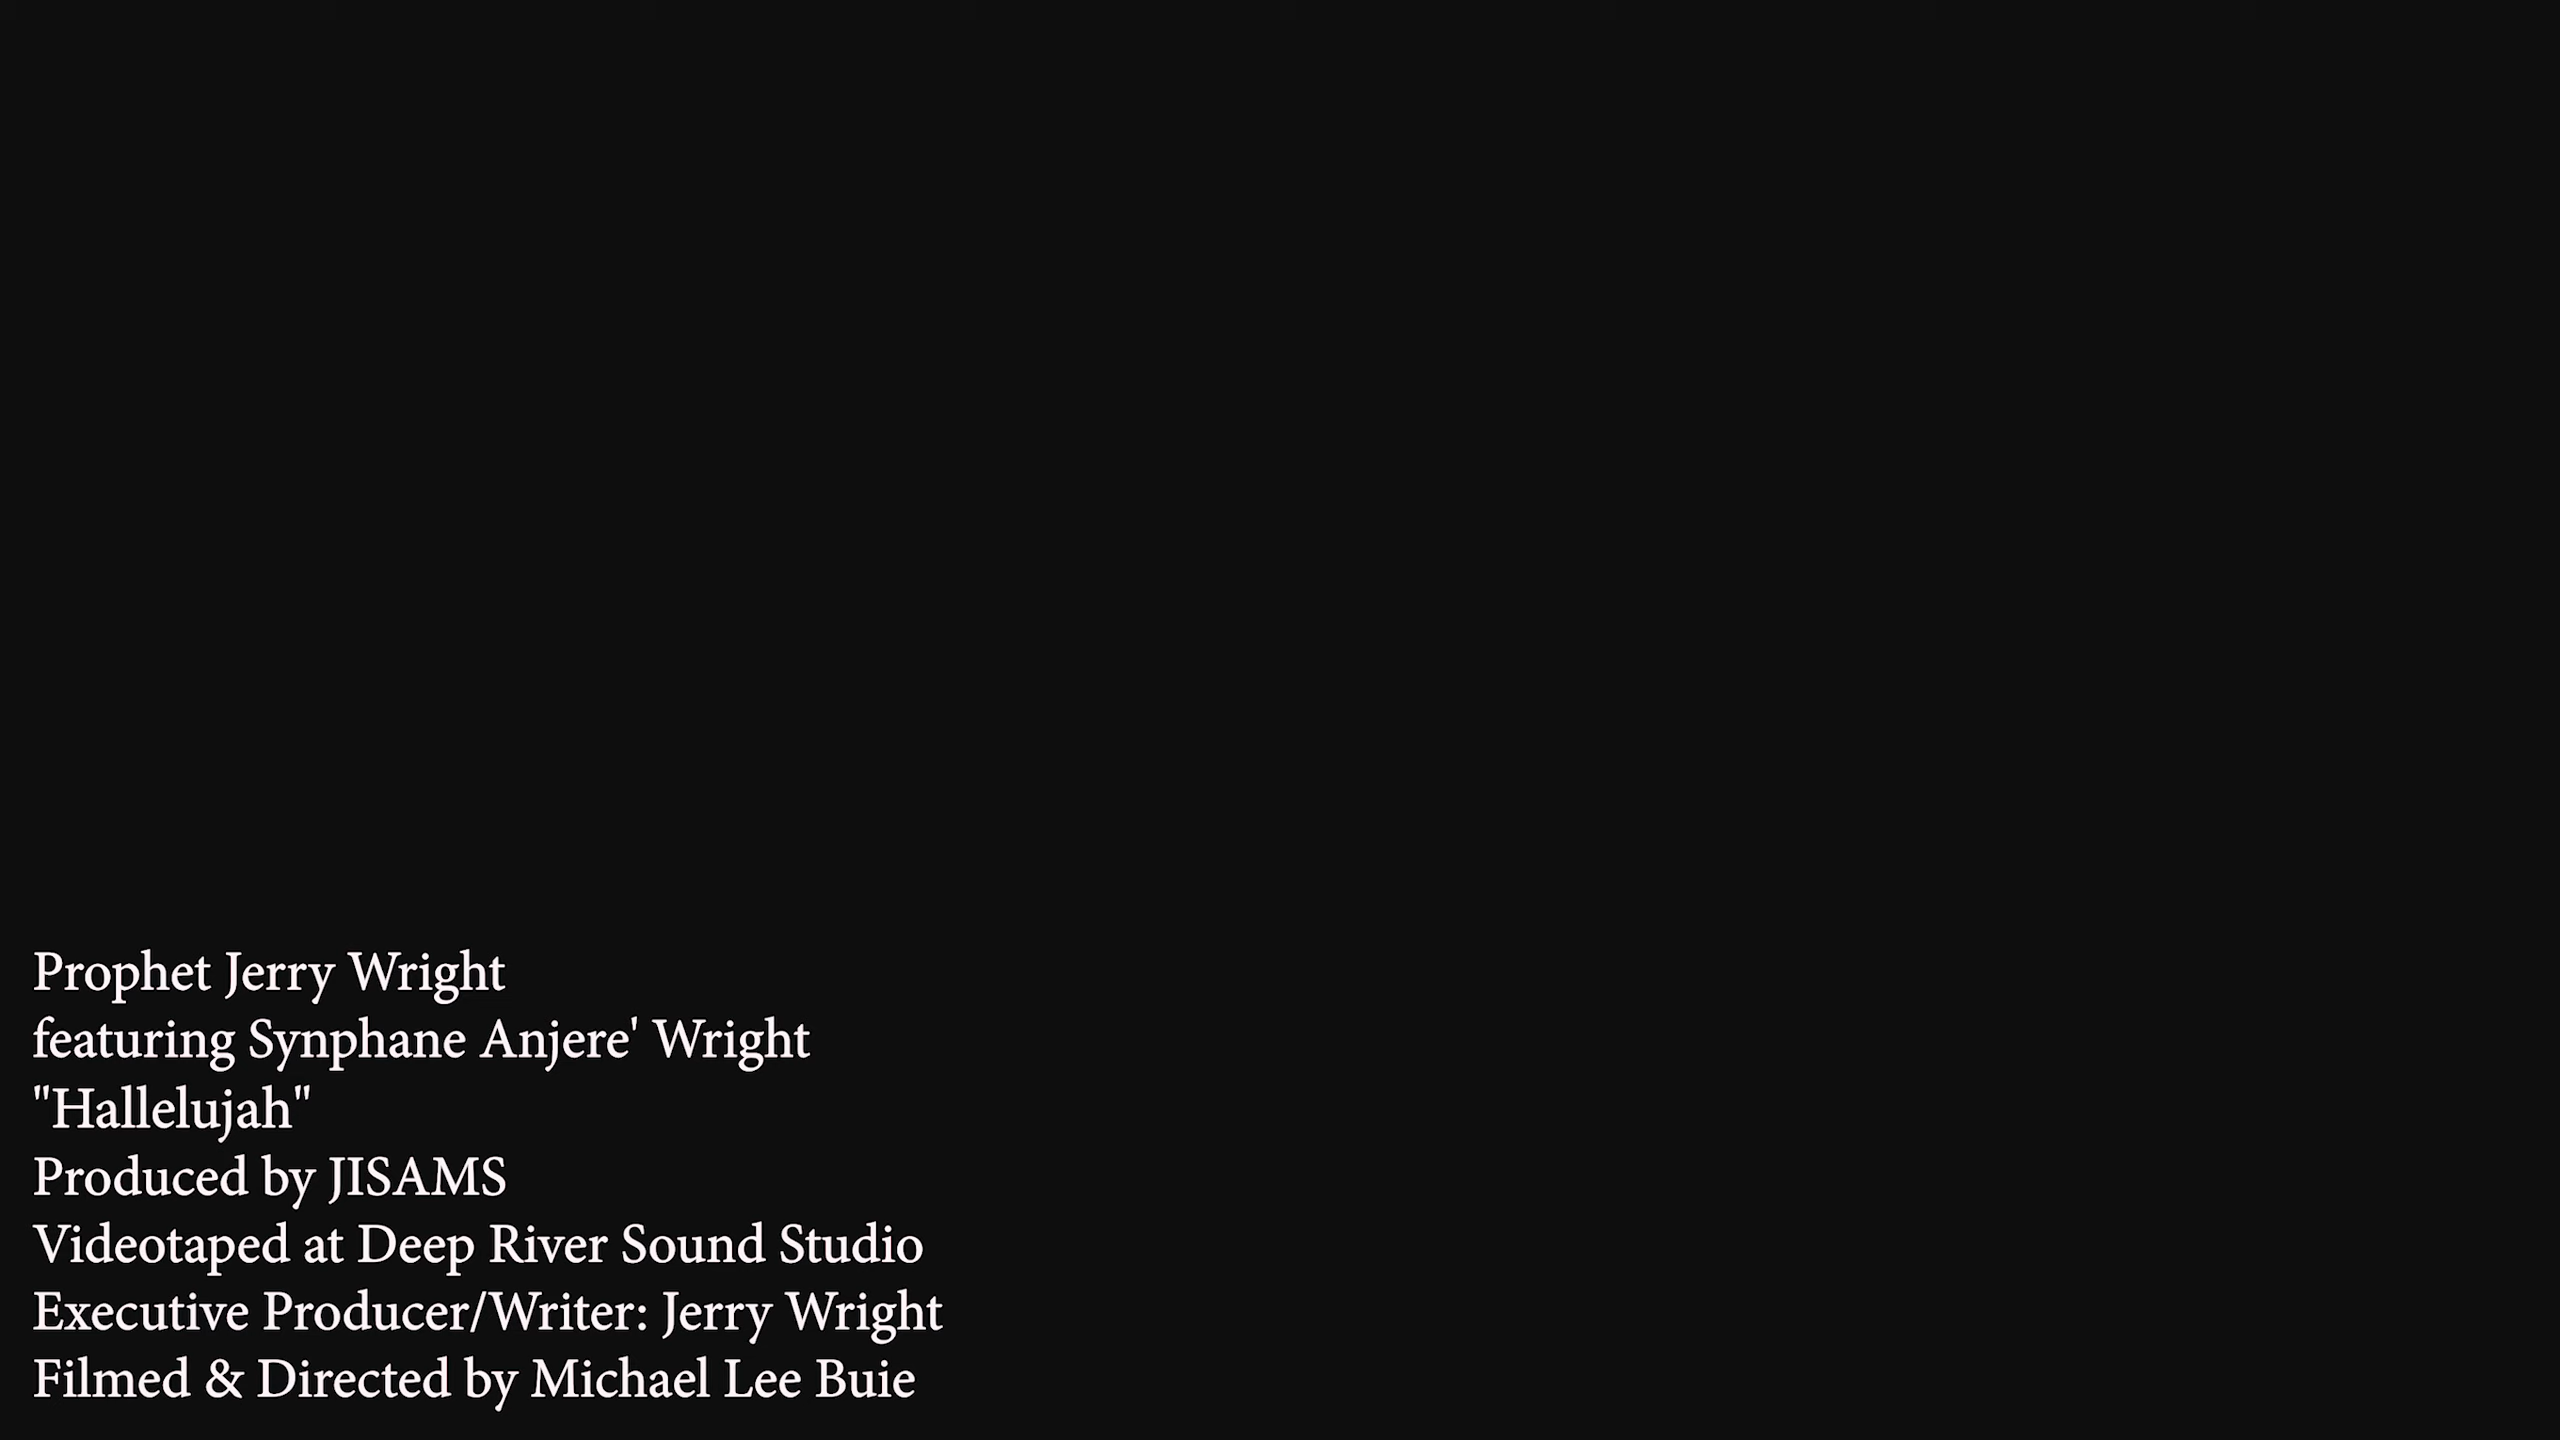 Prophet Jerry Wright
featuring Synphane Anjere' Wright
"Hallelujah"
Produced by JISAMS
Videotaped at Deep River Sound Studio
Executive Producer/Writer: Jerry Wright
Filmed & Directed by Michael Lee Buie